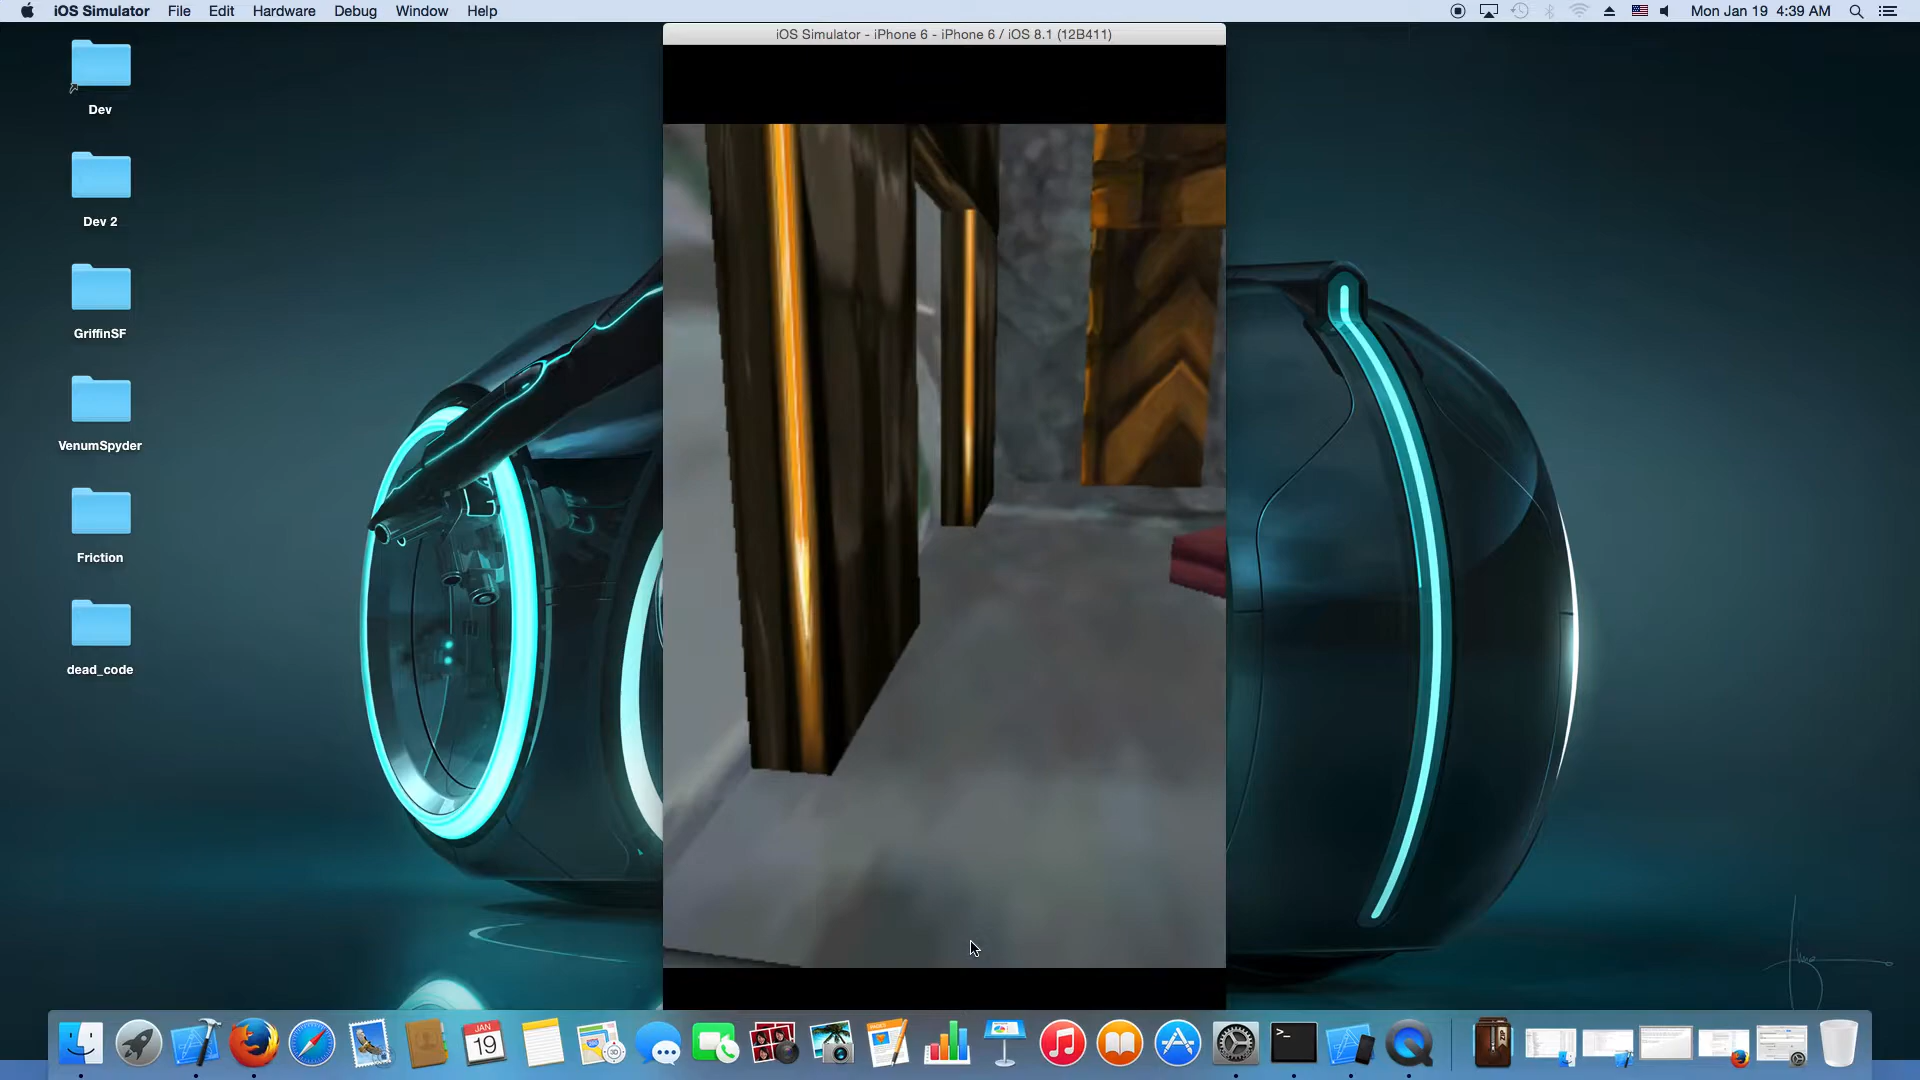 iOS Simulator File Edit Hardware Debug Window Help
Mon Jan 19 4:39 AM
iOS Simulator - iPhone 6 - iPhone 6 / iOS 8.1 (12B411)
Dev
Dev 2
GriffinSF
VenumSpyder
Friction
dead_code
JAN
19